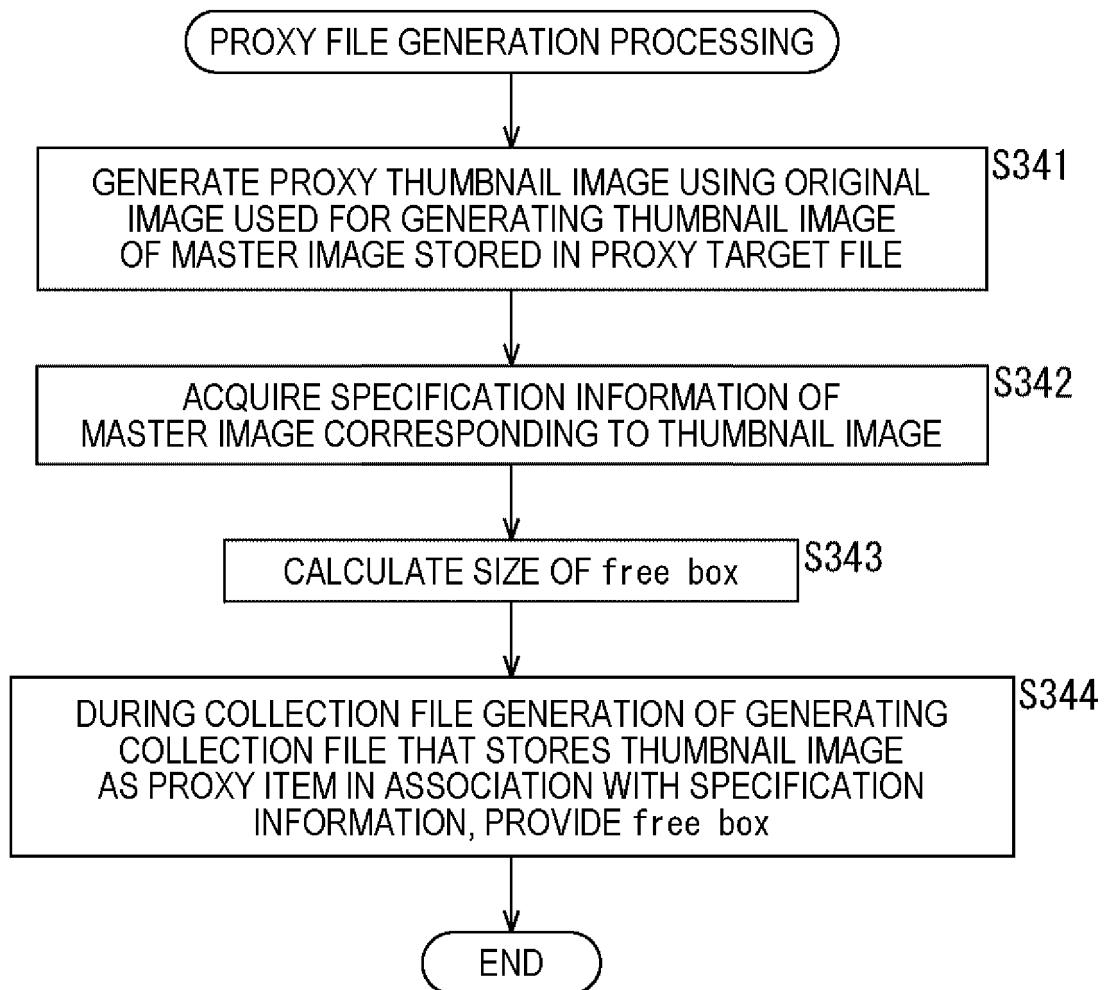 PROXY FILE GENERATION PROCESSING
S341
GENERATE PROXY THUMBNAIL IMAGE USING ORIGINAL
IMAGE USED FOR GENERATING THUMBNAIL IMAGE
OF MASTER IMAGE STORED IN PROXY TARGET FILE
S342
ACQUIRE SPECIFICATION INFORMATION OF
MASTER IMAGE CORRESPONDING TO THUMBNAIL IMAGE
S343
CALCULATE SIZE OF free box
S344
DURING COLLECTION FILE GENERATION OF GENERATING
COLLECTION FILE THAT STORES THUMBNAIL IMAGE
AS PROXY ITEM IN ASSOCIATION WITH SPECIFICATION
INFORMATION, PROVIDE free box
END